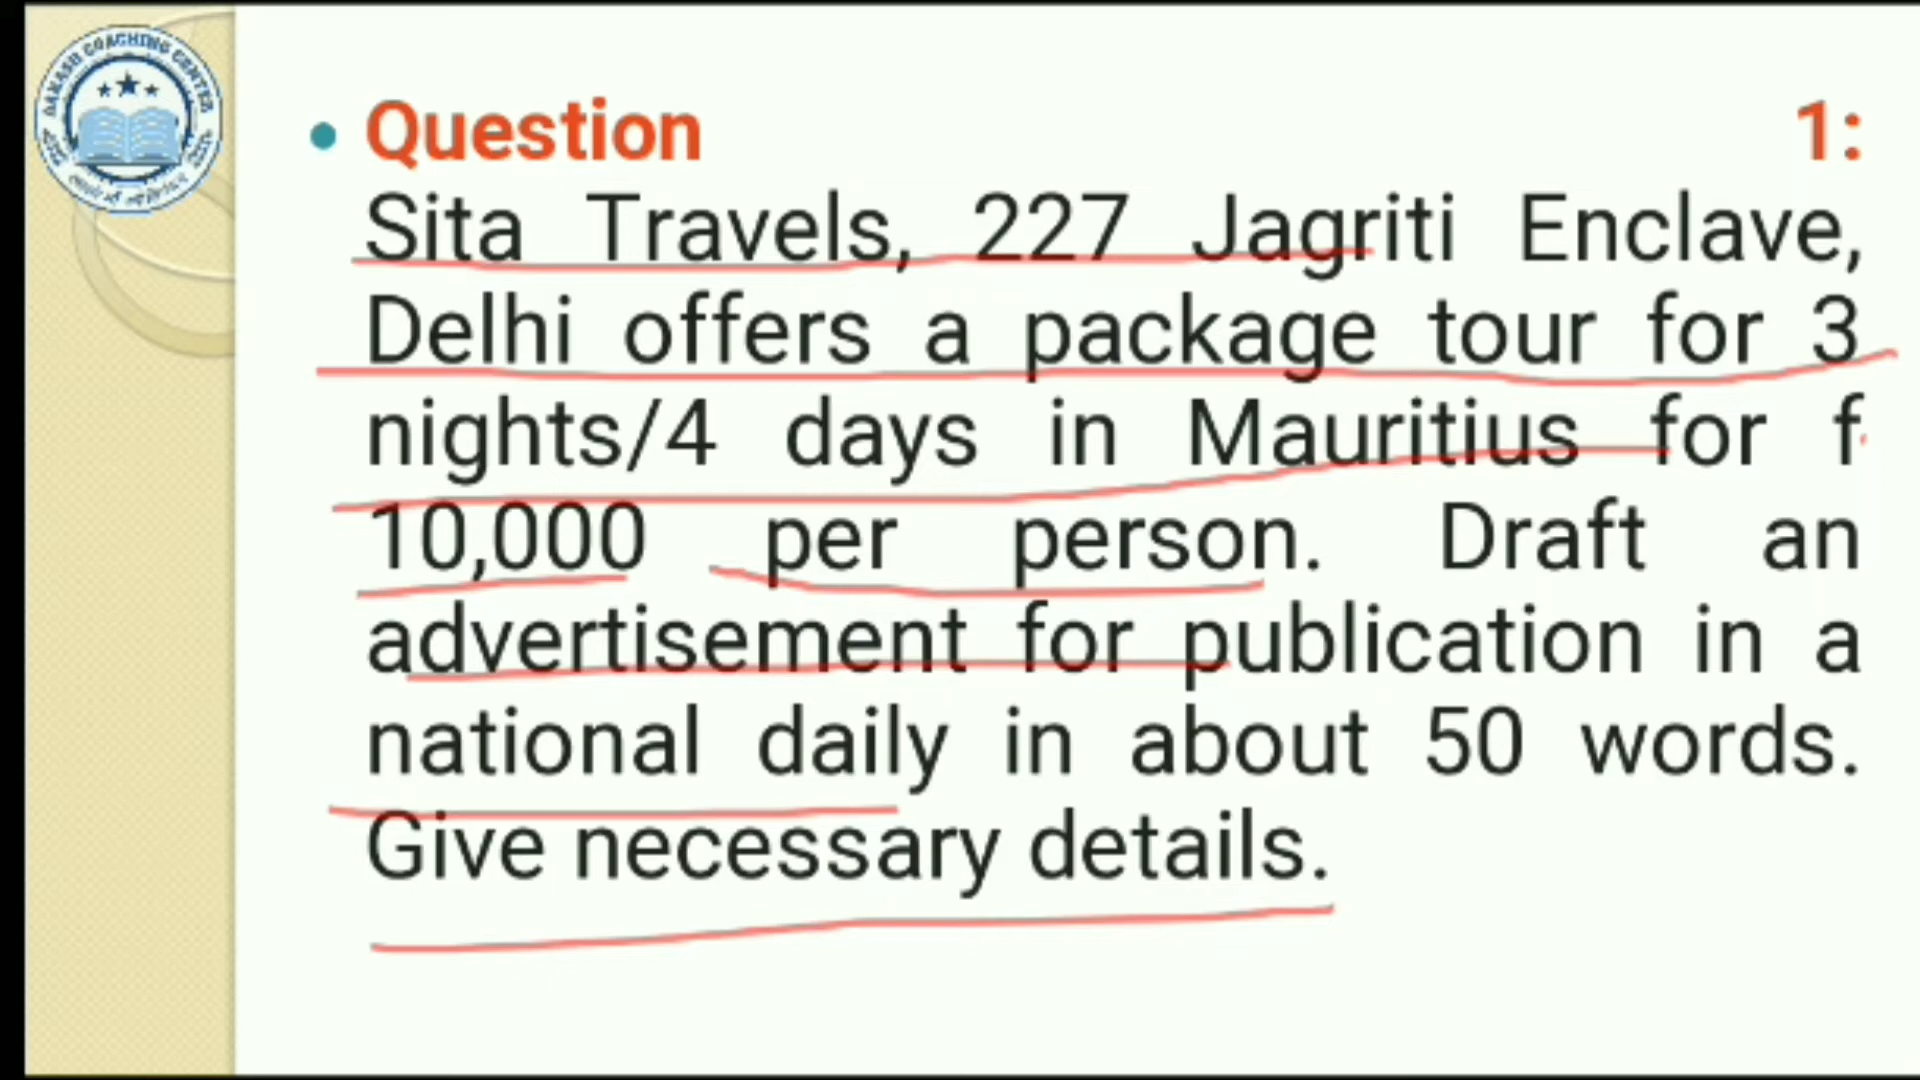 COACHING CENTER
Question 1:
Sita Travels, 227 Jagriti Enclave,
Delhi offers a package tour for 3
nights/4 days in Mauritius for f
10,000 per person. Draft an
advertisement for publication in a
national daily in about 50 words.
Give necessary details.